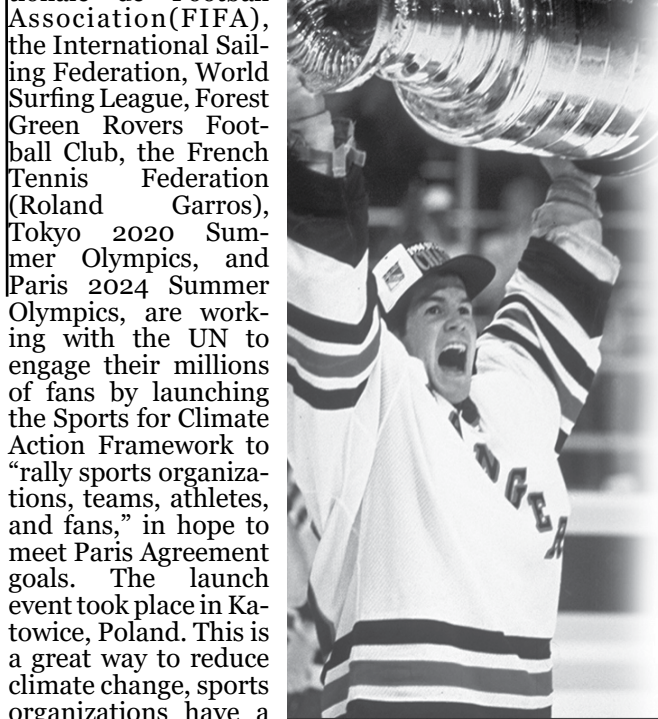 Association(FIFA),
the International Sail-
ing Federation, World
Surfing League, Forest
Green Rovers Foot-
ball Club, the French
Tennis Federation
(Roland Garros),
Tokyo 2020 Sum-
mer Olympics, and
Paris 2024 Summer
Olympics, are work-
ing with the UN to
engage their millions
of fans by launching
the Sports for Climate
Action Framework to
“rally sports organiza-
tions, teams, athletes,
and fans,” in hope to
meet Paris Agreement
goals. The launch
event took place in Ka-
towice, Poland. This is
a great way to reduce
climate change, sports
organizations have a
NGE